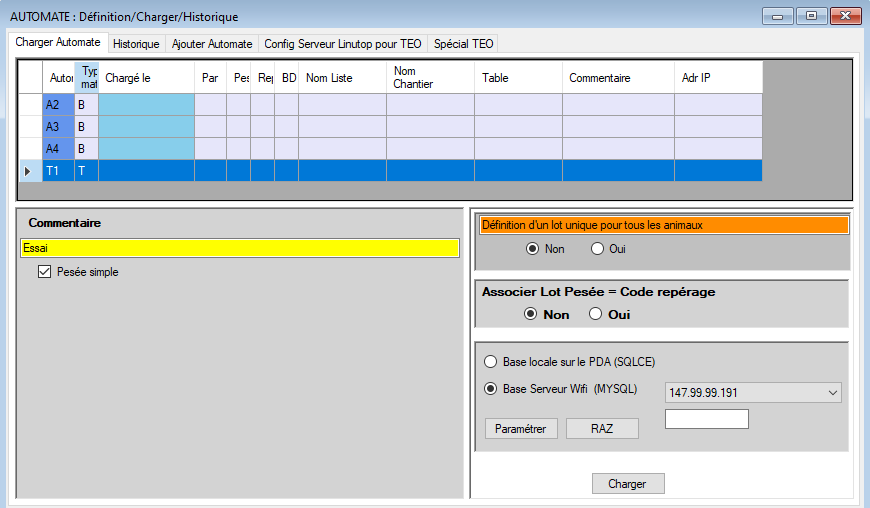 AUTOMATE : Définition/Charger/Historique
Charger Automate Historique Ajouter Automate Config Serveur Linutop pour TEO Spécial TEO
Typ
Nom
Chargé le Par BD Nom Liste Table Commentaire Adr IP
mat Chantier
A2 B
A3 B
A4 B
T1 T
Commentaire
Essai
Pesée simple
Définition d'un lot unique pour tous les animaux
Non Oui
Associer Lot Pesée = Code repérage
Non Oui
Base locale sur le PDA (SQLCE)
Base Serveur Wifi (MYSQL) 147.99.99.191
Paramétrer RAZ
Charger